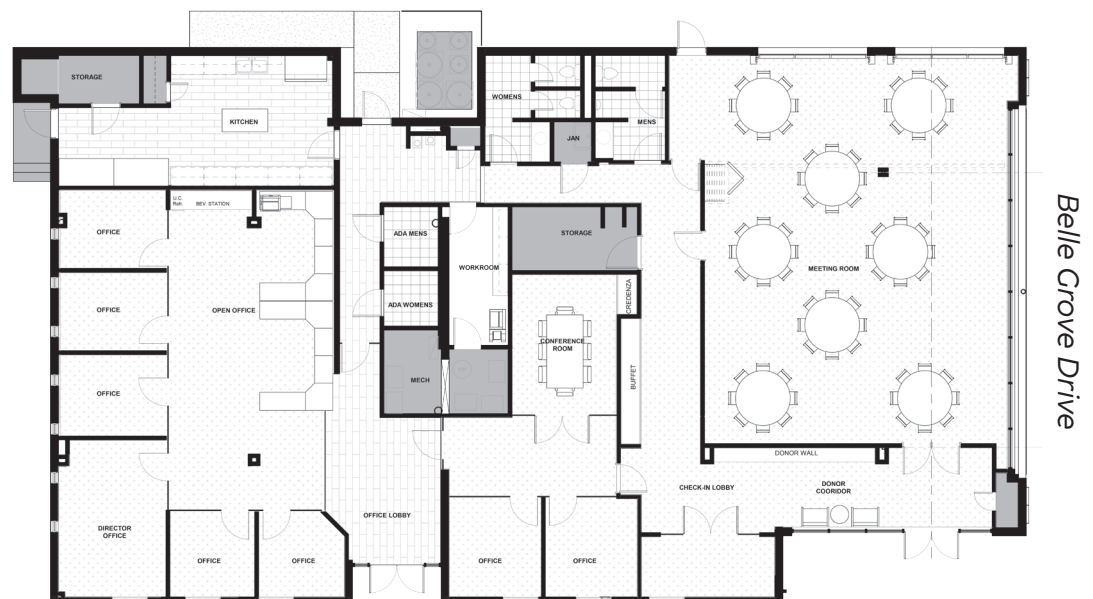 STORAGE
KITCHEN
WOMENS
MENS
JAN
U.C.
Refr.
BEV. STATION
OFFICE
ADA MENS
STORAGE
WORKROOM
MEETING ROOM
OFFICE
OPEN OFFICE
ADA WOMENS
CREDENZA
CONFERENCE
ROOM
BUFFET
MECH
OFFICE
DONOR WALL
CHECK-IN LOBBY
DONOR
COORIDOR
OFFICE LOBBY
DIRECTOR
OFFICE
OFFICE
OFFICE
OFFICE
OFFICE
Belle Grove Drive